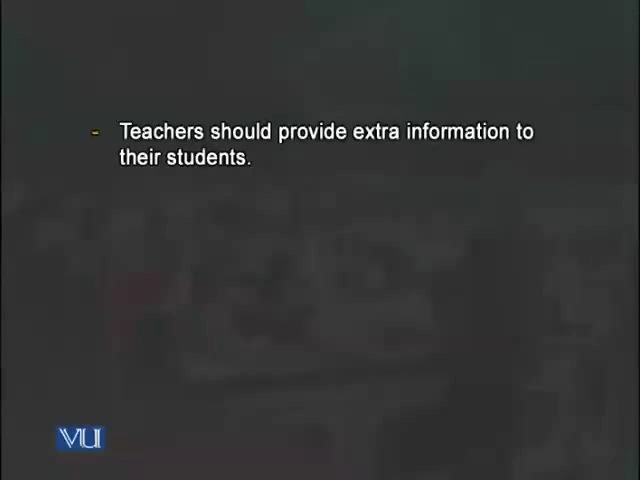 - Teachers should provide extra information to
their students.
VU